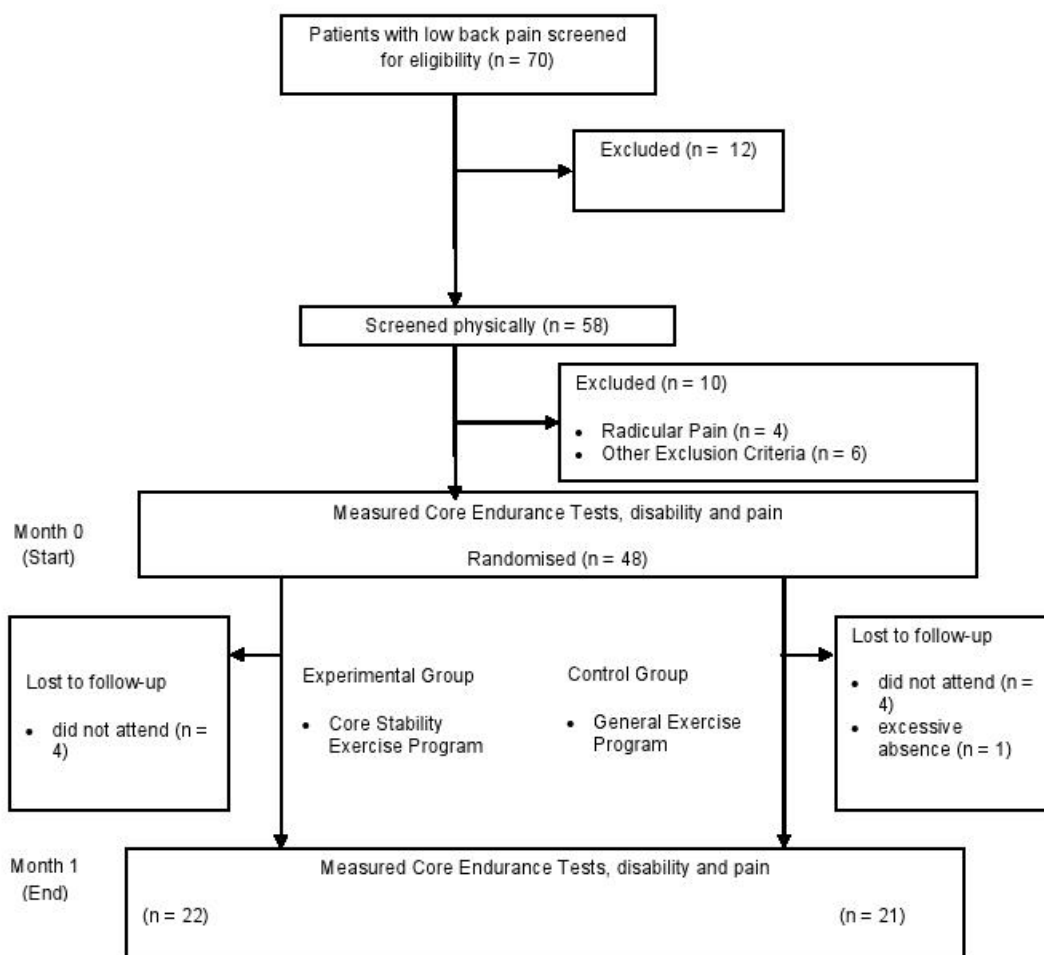 Patients with low back pain screened
for eligibility (n = 70)
Excluded (n =  12)
Screened physically (n = 58)
Excluded (n = 10)
• Radicular Pain (n = 4)
• Other Exclusion Criteria (n = 6)
Month 0
(Start)
Measured Core Endurance Tests, disability and pain
Randomised (n = 48)
Lost to follow-up
• did not attend (n =
4)
Experimental Group
• Core Stability
Exercise Program
Control Group
• General Exercise
Program
Lost to follow-up
• did not attend (n =
4)
• excessive
absence (n = 1)
Month 1
(End)
Measured Core Endurance Tests, disability and pain
(n = 22)
(n = 21)